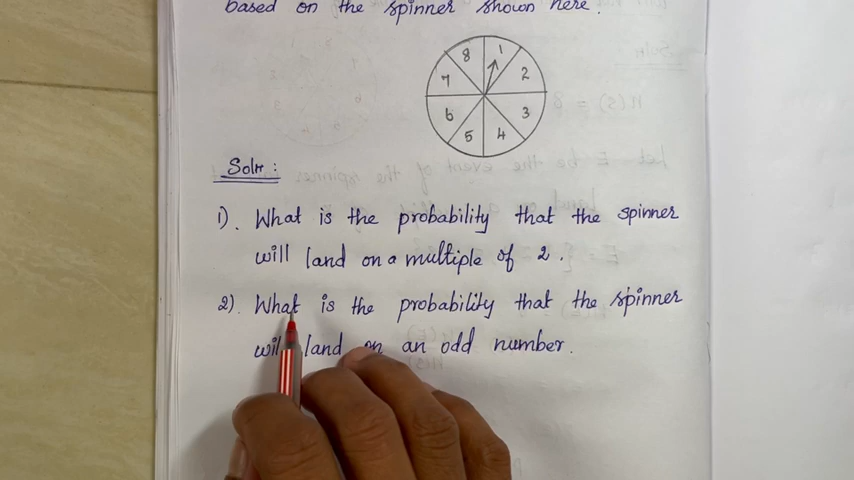 based on the spinner shown here.
8 1
7 2
6 3
5 4
Soln :
1). What is the probability that the spinner
will land on a multiple of 2.
2). What is the probability that the spinner
will land on an odd number.